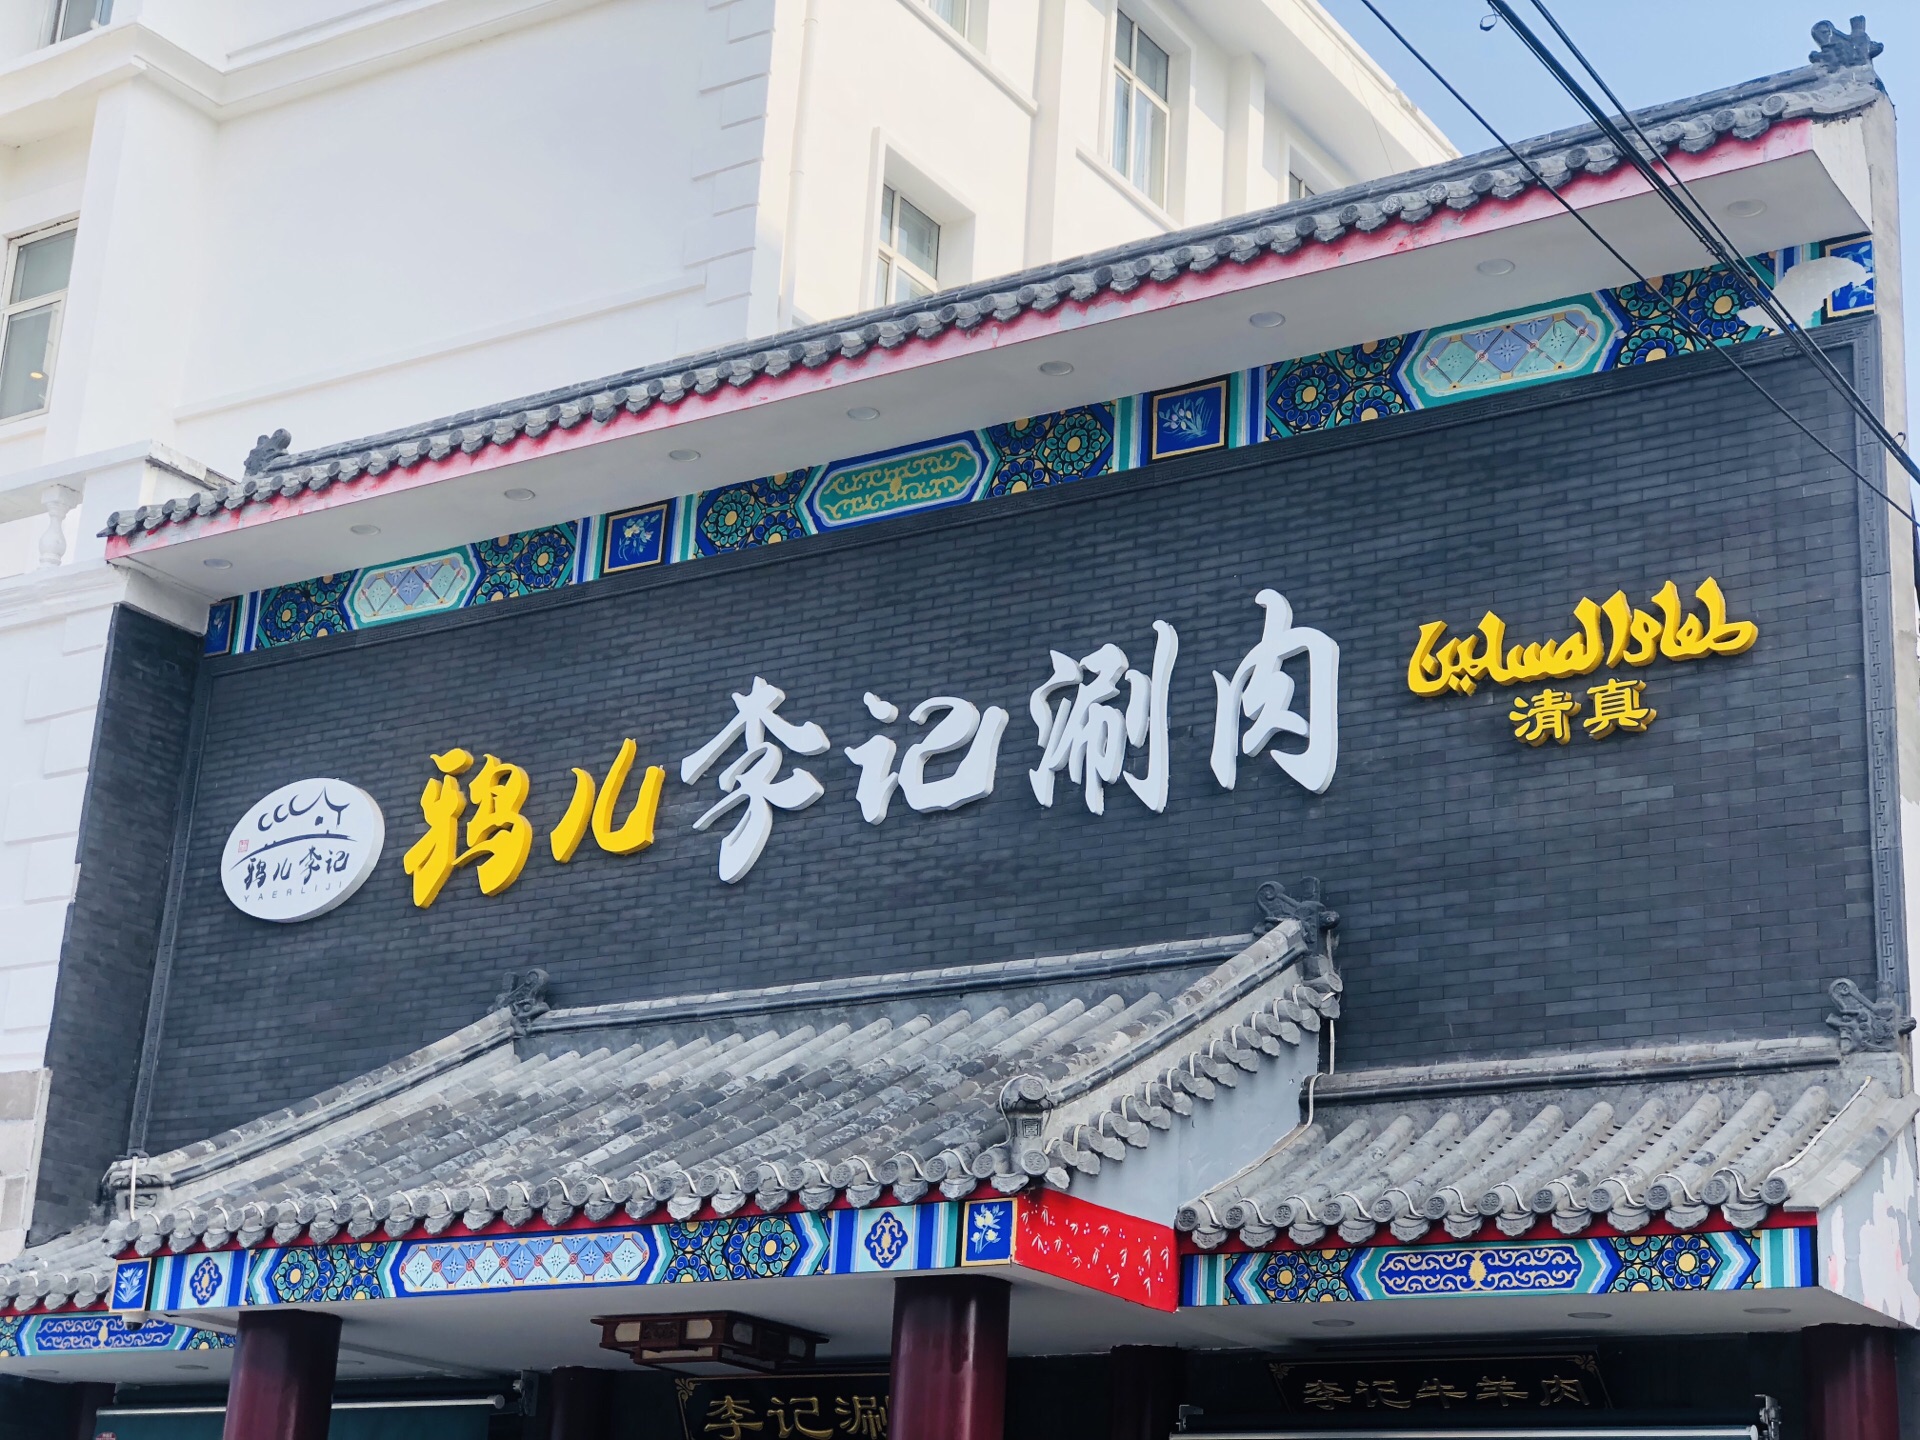 鸦儿李记涮肉
طعام المسلمين
清真
鸦儿李记
YAERLIJI
李记涮
李记牛羊肉